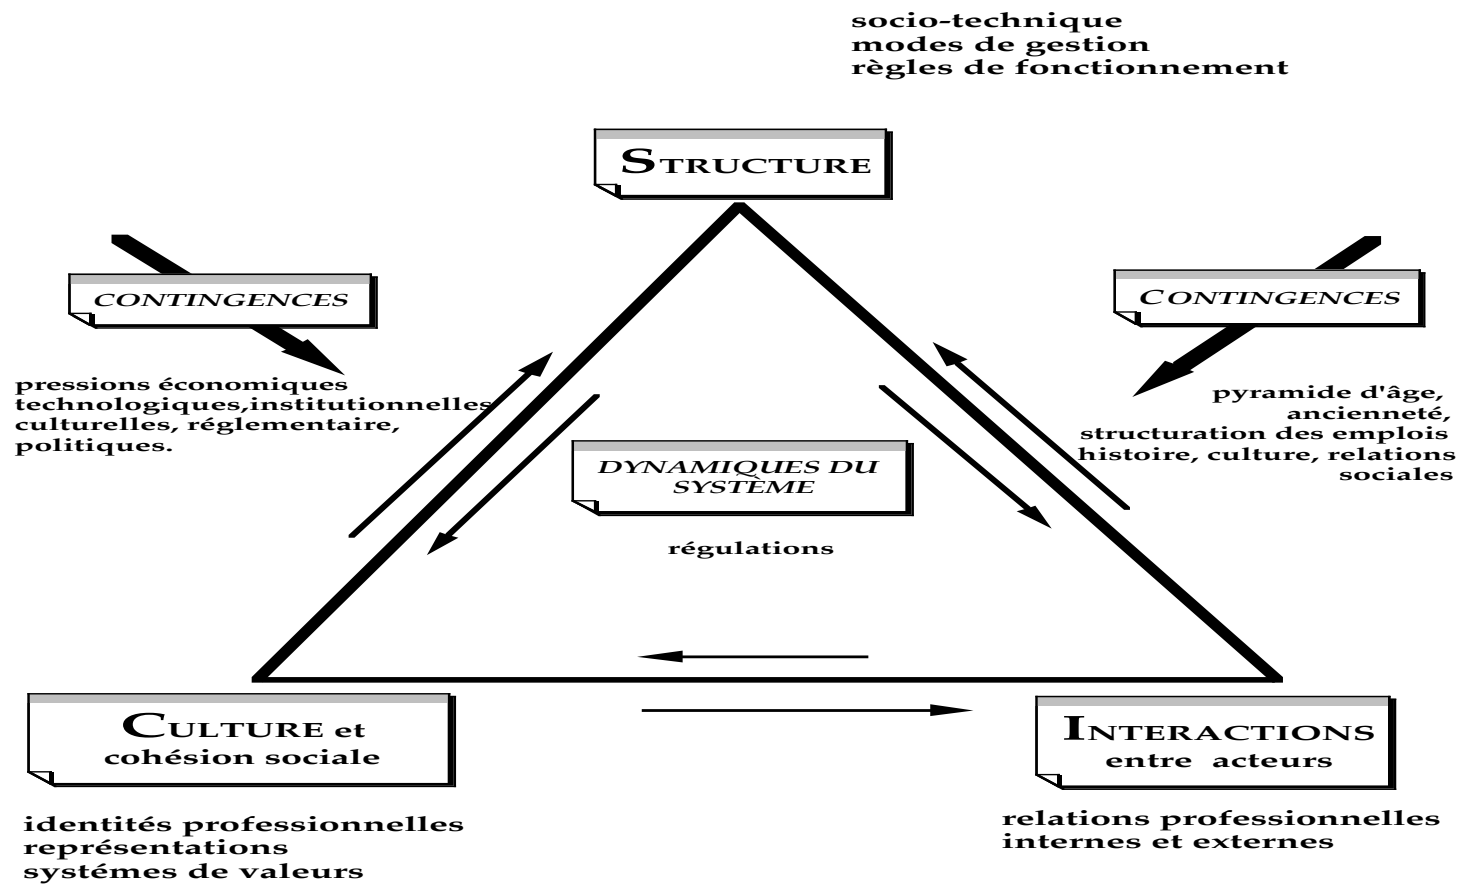 socio-technique
modes de gestion
règles de fonctionnement
STRUCTURE
CONTINGENCES
pressions économiques
technologiques,institutionnelles
culturelles, réglementaire,
politiques.
CONTINGENCES
pyramide d'âge,
ancienneté,
structuration des emplois
histoire, culture, relations
sociales
DYNAMIQUES DU
SYSTÈME
régulations
CULTURE et
cohésion sociale
identités professionnelles
représentations
systémes de valeurs
INTERACTIONS
entre acteurs
relations professionnelles
internes et externes